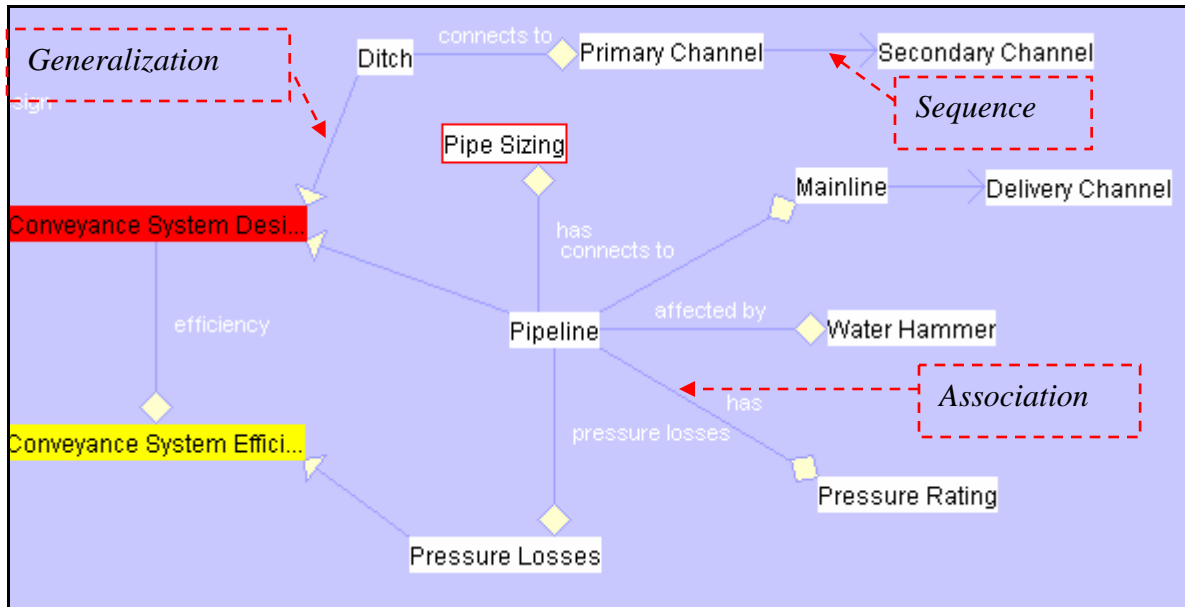 connects to
Generalization
Ditch
Primary Channel
Secondary Channel
sign
Sequence
Pipe Sizing
Mainline
Delivery Channel
Conveyance System Desi...
has
connects to
affected by
efficiency
Pipeline
Water Hammer
Association
has
pressure losses
Conveyance System Effici...
Pressure Rating
Pressure Losses